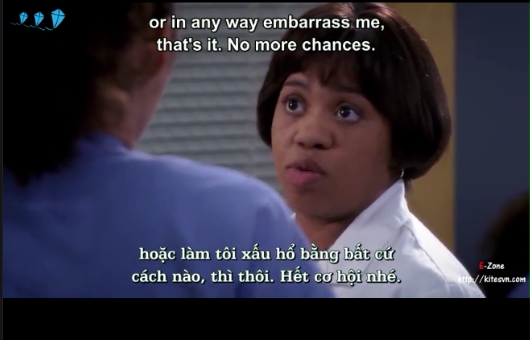 or in any way embarrass me,
that's it. No more chances.
hoặc làm tôi xấu hổ bằng bất cứ
cách nào, thì thôi. Hết cơ hội nhé.
E-Zone
http://kitesvn.com